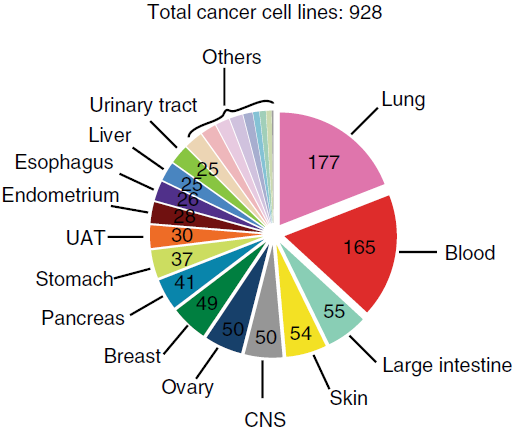 Total cancer cell lines: 928
Others
Urinary tract
Lung
Liver
Esophagus
Endometrium
UAT
Stomach
Pancreas
Breast
Ovary
CNS
Skin
Large intestine
Blood
177
165
55
54
50
50
49
41
37
30
28
26
25
25